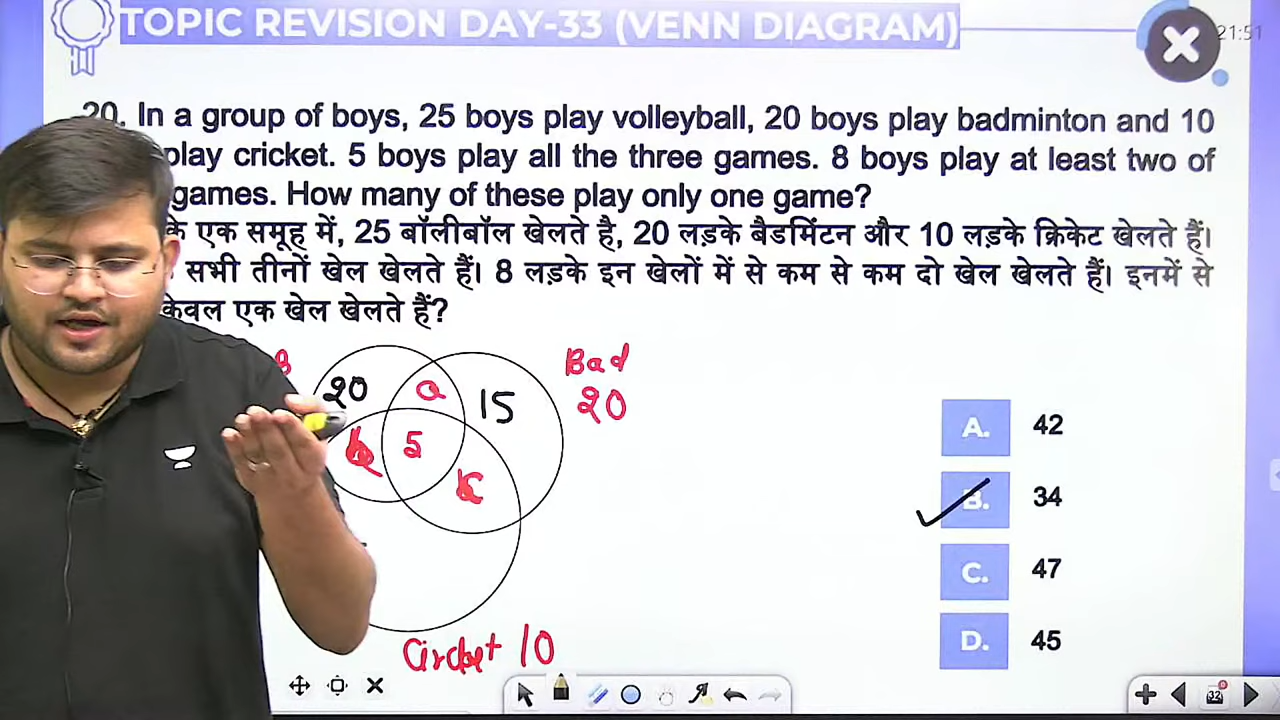 TOPIC REVISION DAY-33 (VENN DIAGRAM)
21:51
20. In a group of boys, 25 boys play volleyball, 20 boys play badminton and 10
play cricket. 5 boys play all the three games. 8 boys play at least two of
games. How many of these play only one game?
के एक समूह में, 25 बॉलीबॉल खेलते है, 20 लड़के बैडमिंटन और 10 लड़के क्रिकेट खेलते हैं।
सभी तीनों खेल खेलते हैं। 8 लड़के इन खेलों में से कम से कम दो खेल खेलते हैं। इनमें से
केवल एक खेल खेलते हैं?
Bad
20
20
a
15
b
5
c
Circket 10
A. 42
B. 34
C. 47
D. 45
32